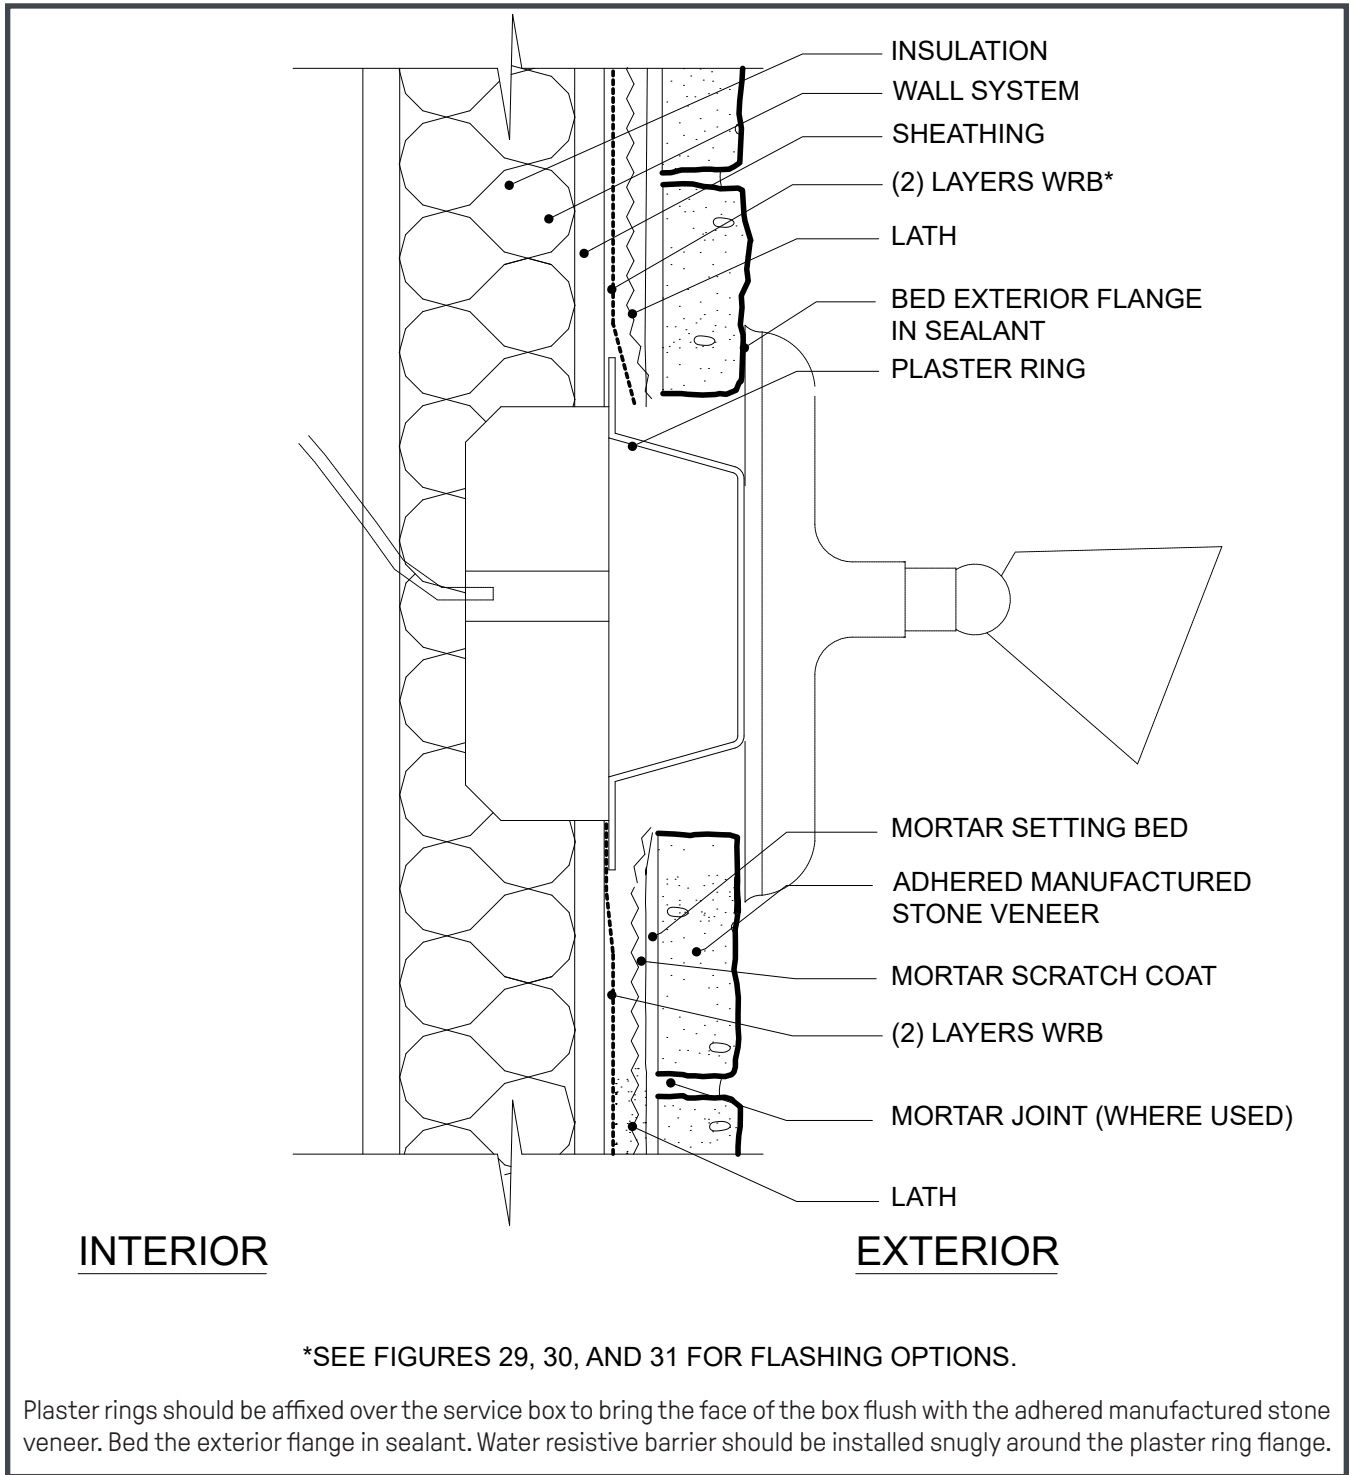 INSULATION
WALL SYSTEM
SHEATHING
(2) LAYERS WRB*
LATH
BED EXTERIOR FLANGE
IN SEALANT
PLASTER RING
MORTAR SETTING BED
ADHERED MANUFACTURED
STONE VENEER
MORTAR SCRATCH COAT
(2) LAYERS WRB
MORTAR JOINT (WHERE USED)
LATH
INTERIOR
EXTERIOR
*SEE FIGURES 29, 30, AND 31 FOR FLASHING OPTIONS.
Plaster rings should be affixed over the service box to bring the face of the box flush with the adhered manufactured stone
veneer. Bed the exterior flange in sealant. Water resistive barrier should be installed snugly around the plaster ring flange.